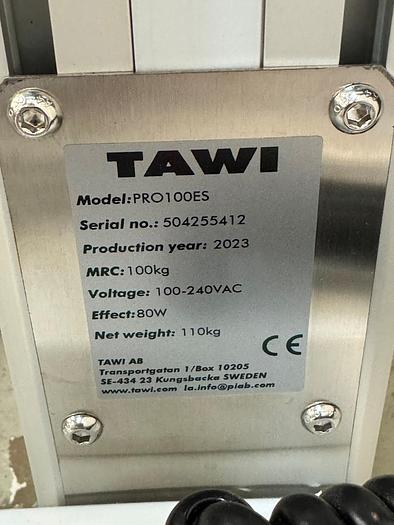 TAWI
Model:PRO100ES
Serial no.: 504255412
Production year: 2023
MRC:100kg
Voltage: 100-240VAC
Effect:80W
Net weight: 110kg
CE
TAWI AB
Transportgatan 1/Box 10205
SE-434 23 Kungsbacka SWEDEN
www.tawi.com la.info@piab.com